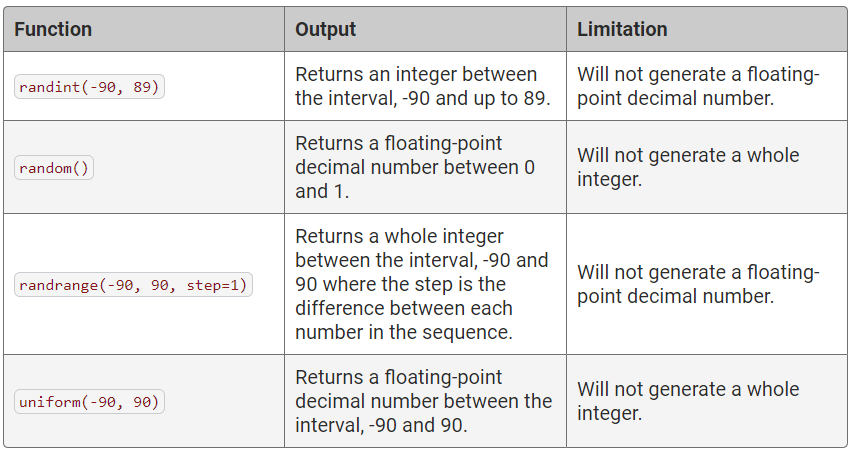 Function Output Limitation
randint(-90, 89)
Returns an integer between
the interval, -90 and up to 89.
Will not generate a floating-
point decimal number.
random()
Returns a floating-point
decimal number between 0
and 1.
Will not generate a whole
integer.
randrange(-90, 90, step=1)
Returns a whole integer
between the interval, -90 and
90 where the step is the
difference between each
number in the sequence.
Will not generate a floating-
point decimal number.
uniform(-90, 90)
Returns a floating-point
decimal number between the
interval, -90 and 90.
Will not generate a whole
integer.